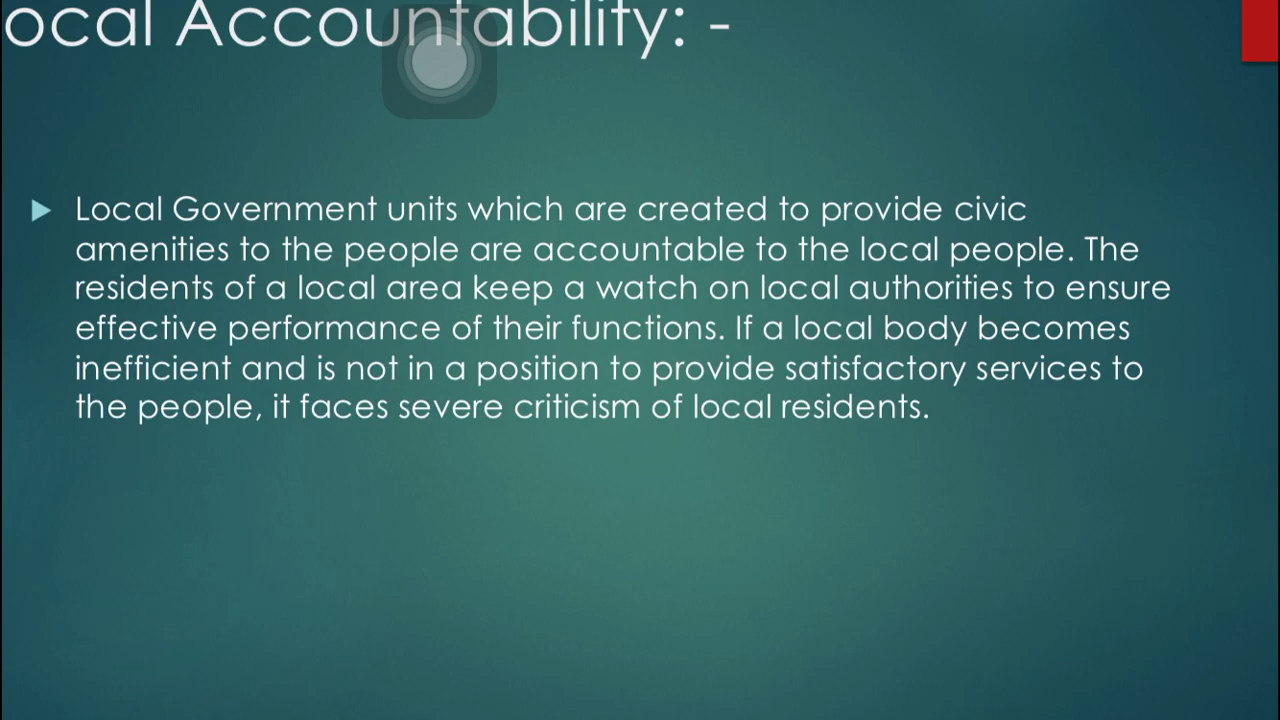 ocal Accountability: -
Local Government units which are created to provide civic
amenities to the people are accountable to the local people. The
residents of a local area keep a watch on local authorities to ensure
effective performance of their functions. If a local body becomes
inefficient and is not in a position to provide satisfactory services to
the people, it faces severe criticism of local residents.